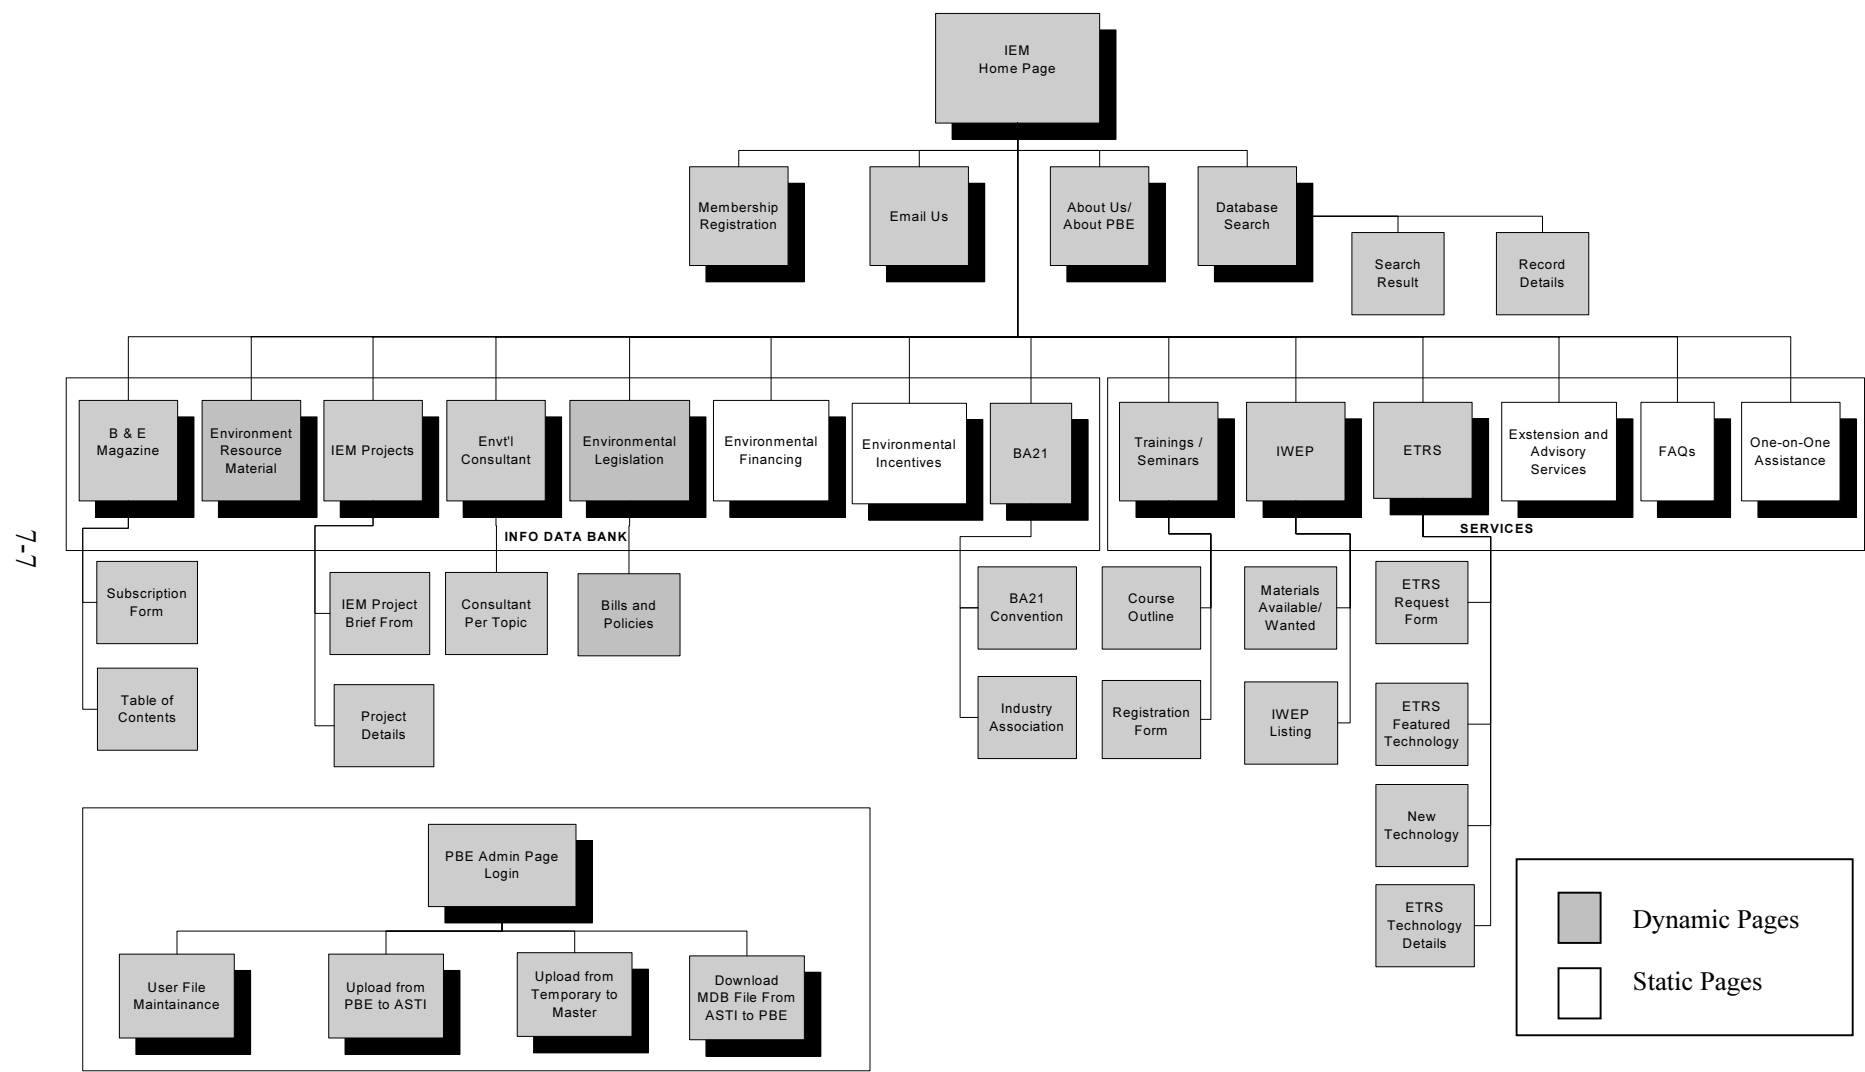 IEM
Home Page
Membership
Registration
Email Us
About Us/
About PBE
Database
Search
Search
Result
Record
Details
B & E
Magazine
Environment
Resource
Material
IEM Projects
Envt'l
Consultant
Environmental
Legislation
Environmental
Financing
Environmental
Incentives
BA21
Trainings /
Seminars
IWEP
ETRS
Exstension and
Advisory
Services
FAQs
One-on-One
Assistance
INFO DATA BANK
SERVICES
7-7
Subscription
Form
Table of
Contents
IEM Project
Brief From
Project
Details
Consultant
Per Topic
Bills and
Policies
BA21
Convention
Industry
Association
Course
Outline
Registration
Form
Materials
Available/
Wanted
IWEP
Listing
ETRS
Request
Form
ETRS
Featured
Technology
New
Technology
ETRS
Technology
Details
PBE Admin Page
Login
User File
Maintainance
Upload from
PBE to ASTI
Upload from
Temporary to
Master
Download
MDB File From
ASTI to PBE
Dynamic Pages
Static Pages